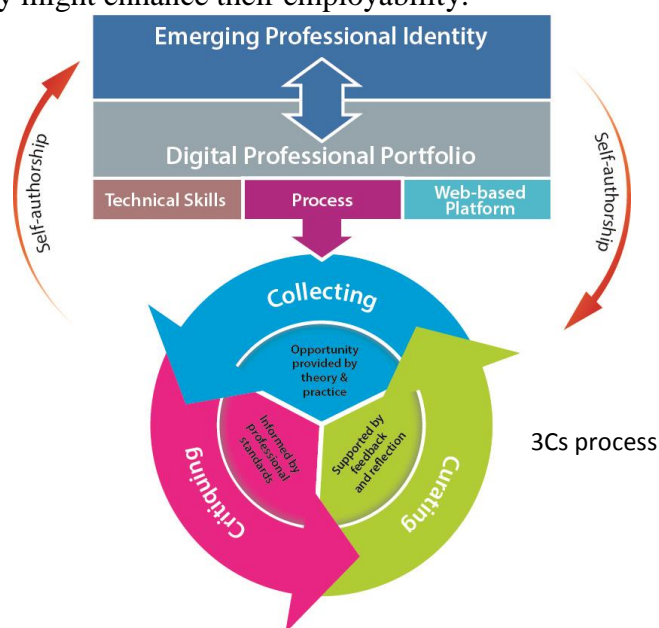 y might enhance their employability.
Emerging Professional Identity
Self-authorship
Self-authorship
Digital Professional Portfolio
Technical Skills
Process
Web-based
Platform
Collecting
Opportunity
provided by
theory &
practice
Informed by
professional
standards
Supported by
feedback
and reflection
Critiquing
Curating
3Cs process